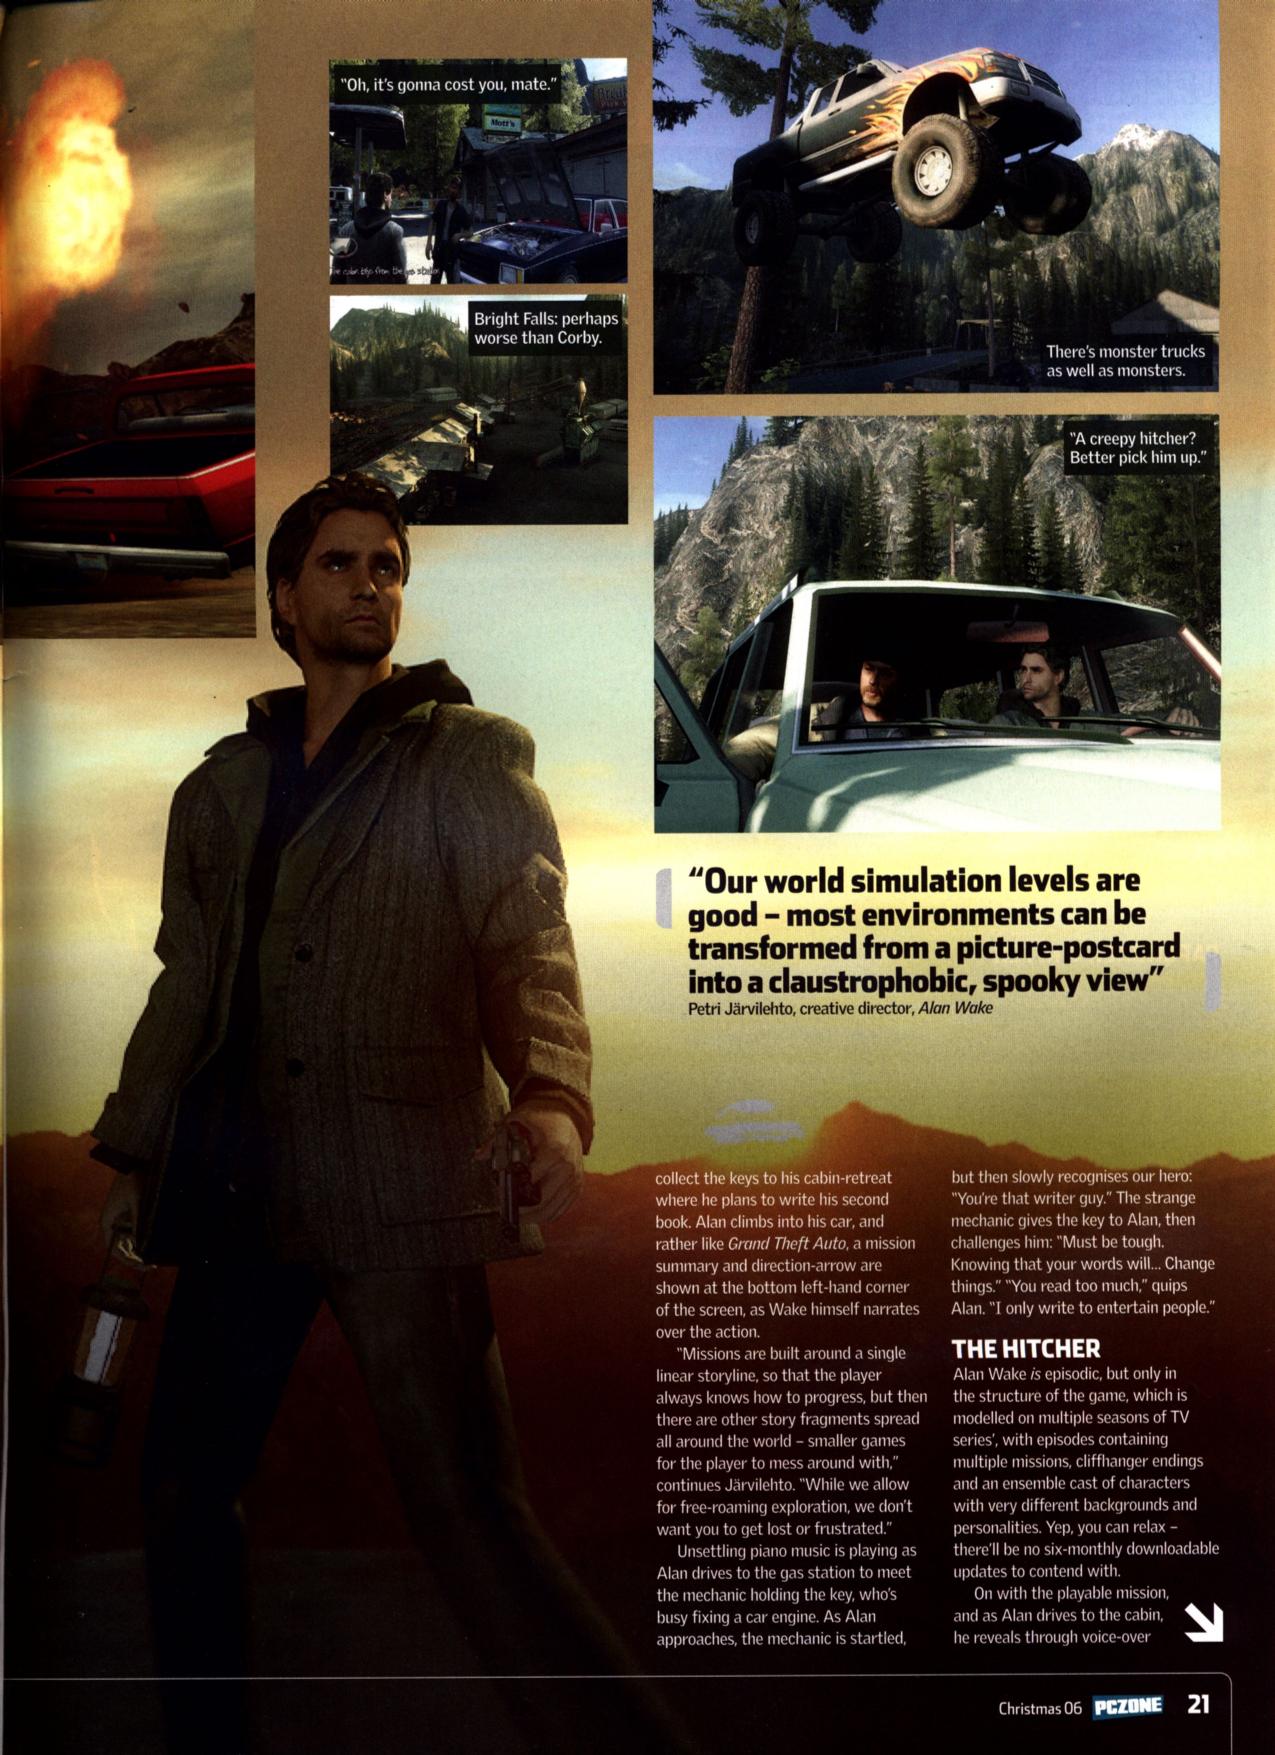 "Oh, it's gonna cost you, mate."
Mott's
Bright Falls: perhaps
worse than Corby.
There's monster trucks
as well as monsters.
"A creepy hitcher?
Better pick him up."
"Our world simulation levels are
good – most environments can be
transformed from a picture-postcard
into a claustrophobic, spooky view"
Petri Järvilehto, creative director, Alan Wake
collect the keys to his cabin-retreat
where he plans to write his second
book. Alan climbs into his car, and
rather like Grand Theft Auto, a mission
summary and direction-arrow are
shown at the bottom left-hand corner
of the screen, as Wake himself narrates
over the action.
"Missions are built around a single
linear storyline, so that the player
always knows how to progress, but then
there are other story fragments spread
all around the world – smaller games
for the player to mess around with,"
continues Järvilehto. "While we allow
for free-roaming exploration, we don't
want you to get lost or frustrated."
Unsettling piano music is playing as
Alan drives to the gas station to meet
the mechanic holding the key, who's
busy fixing a car engine. As Alan
approaches, the mechanic is startled,
but then slowly recognises our hero:
"You're that writer guy." The strange
mechanic gives the key to Alan, then
challenges him: "Must be tough.
Knowing that your words will... Change
things." "You read too much," quips
Alan. "I only write to entertain people."
THE HITCHER
Alan Wake is episodic, but only in
the structure of the game, which is
modelled on multiple seasons of TV
series', with episodes containing
multiple missions, cliffhanger endings
and an ensemble cast of characters
with very different backgrounds and
personalities. Yep, you can relax –
there'll be no six-monthly downloadable
updates to contend with.
On with the playable mission,
and as Alan drives to the cabin,
he reveals through voice-over
Christmas 06 PCZONE 21